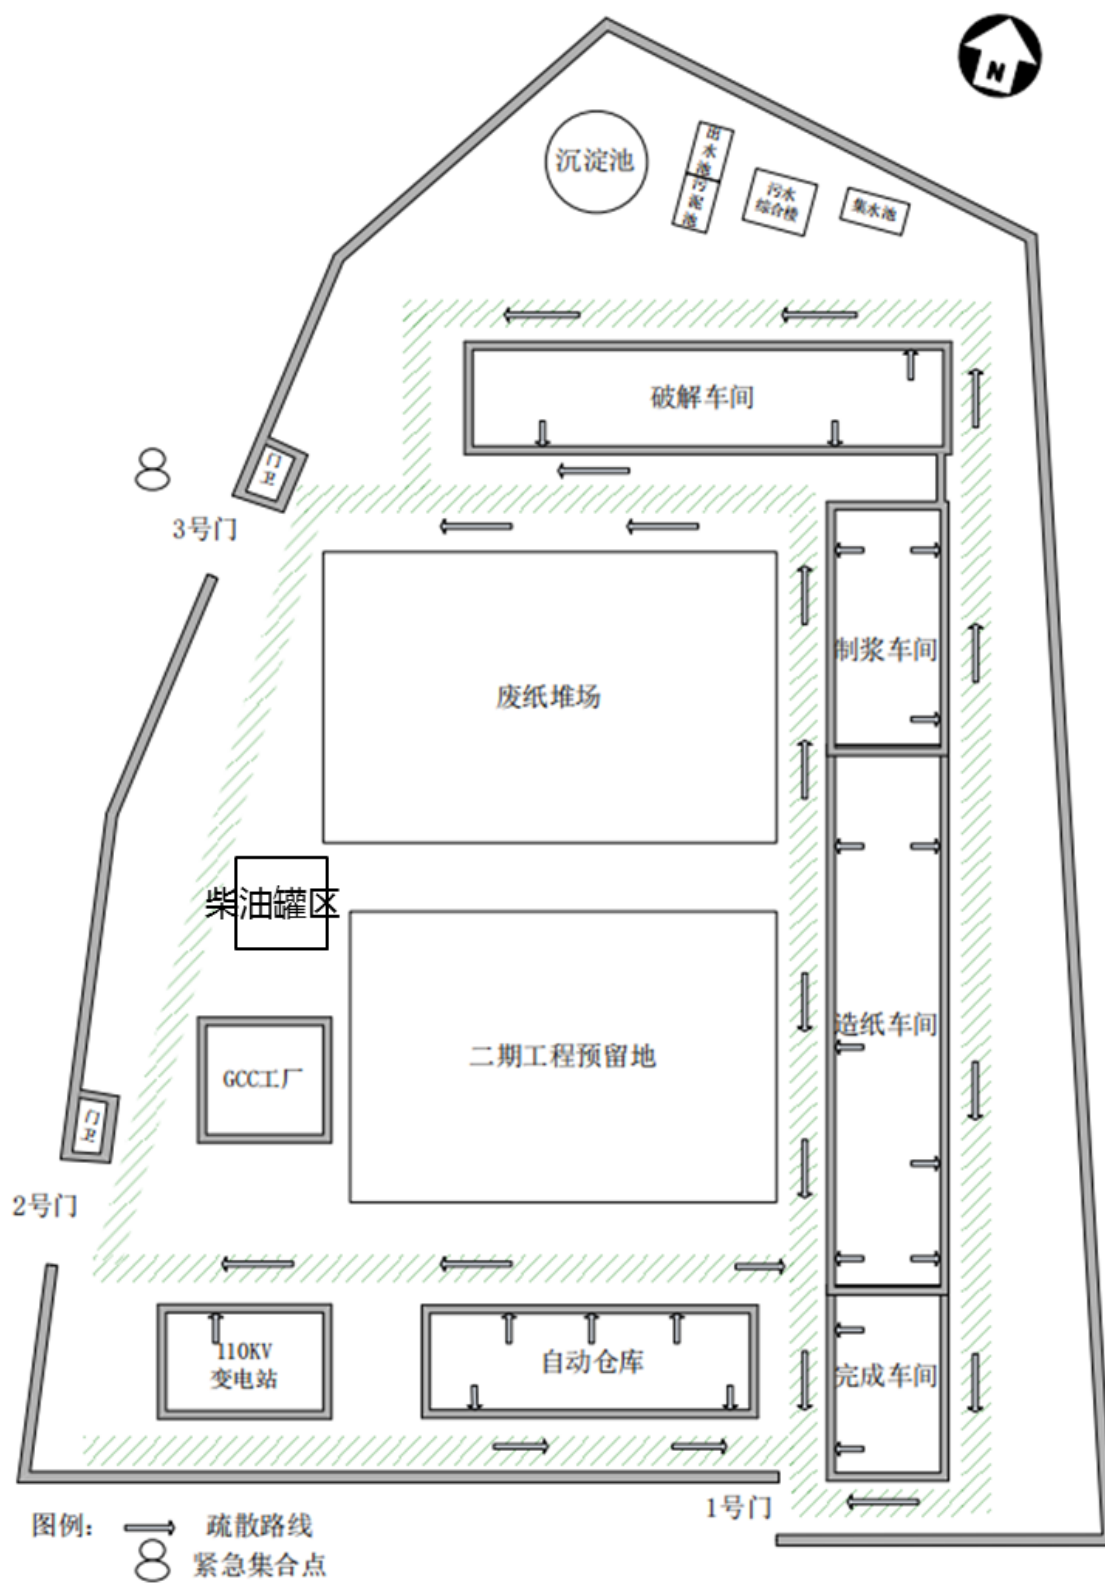 N
沉淀池
出水池
污泥池
污水
综合楼
集水池
破解车间
门卫
3号门
制浆车间
废纸堆场
柴油罐区
造纸车间
二期工程预留地
GCC工厂
门卫
2号门
110KV
变电站
自动仓库
完成车间
1号门
图例：
疏散路线
紧急集合点